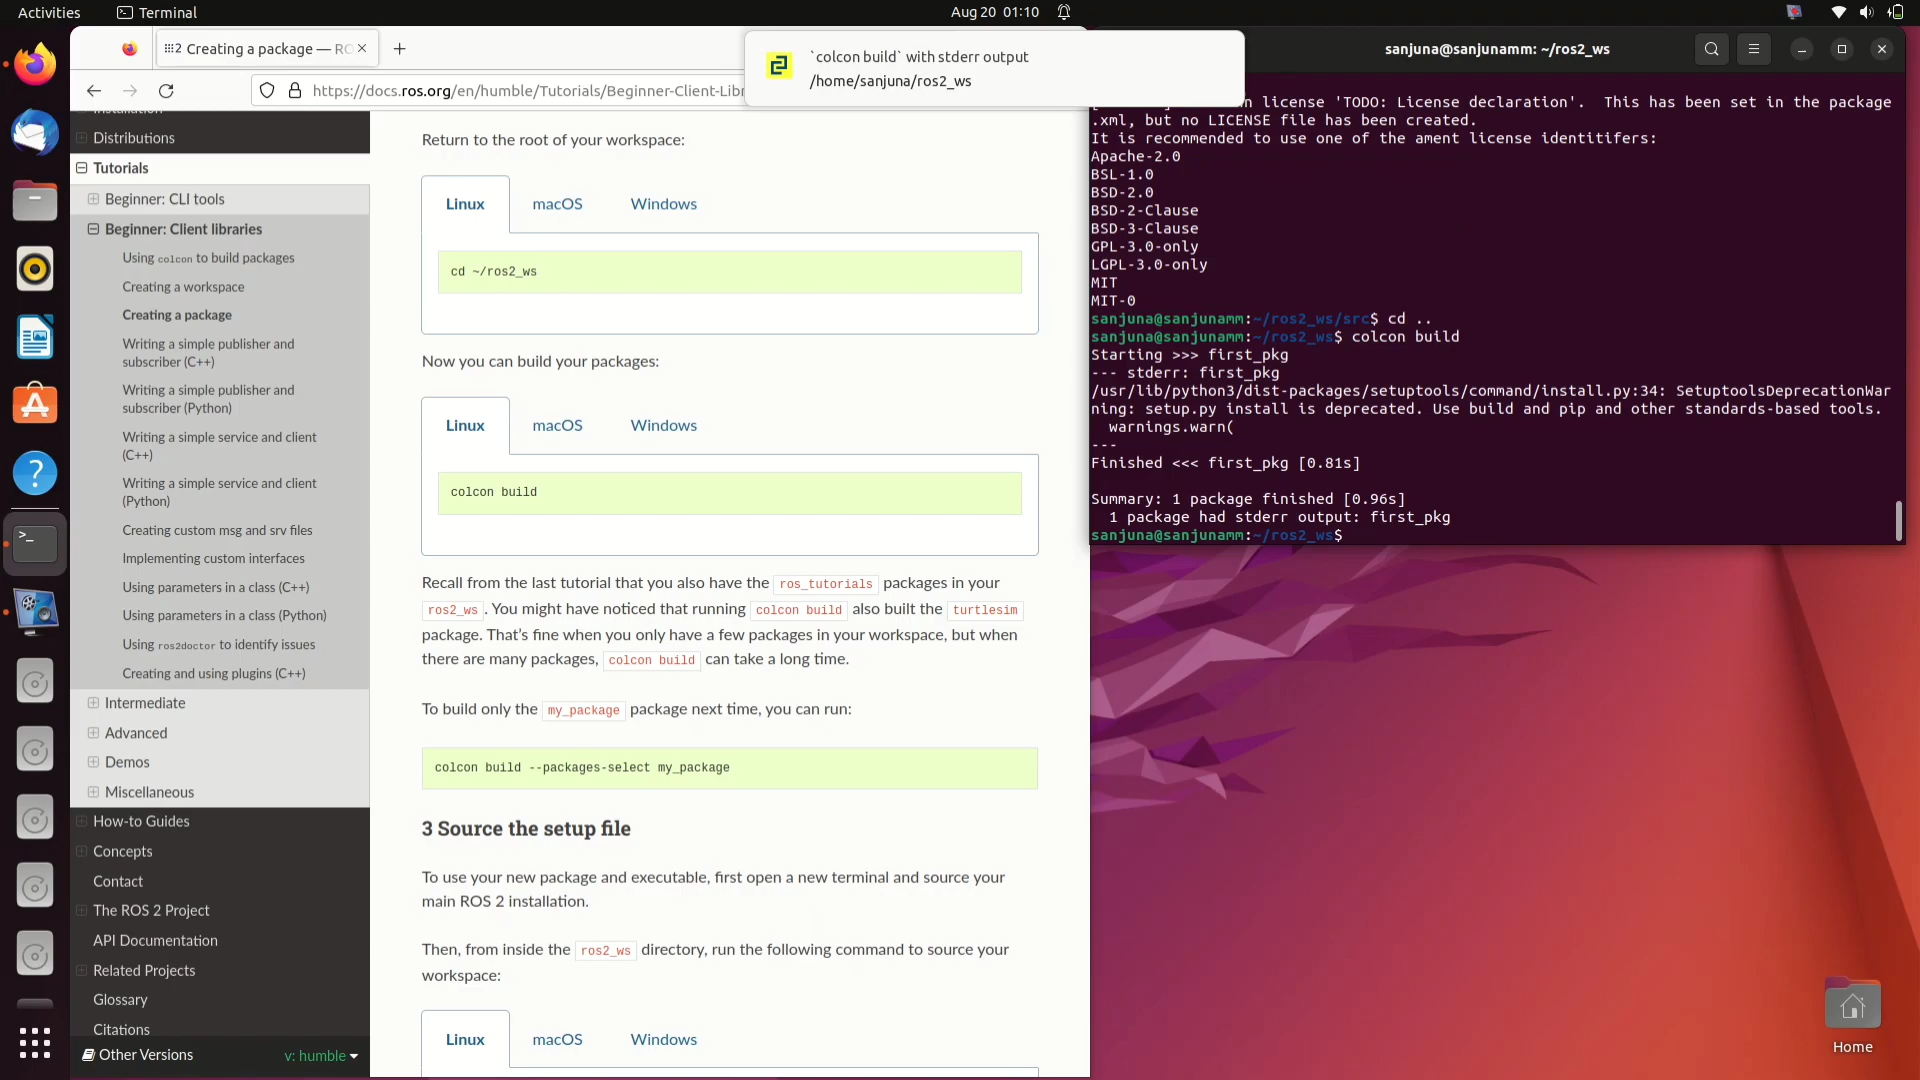 Activities
Terminal
Aug 20 01:10
Creating a package — RO
https://docs.ros.org/en/humble/Tutorials/Beginner-Client-Libr
`colcon build` with stderr output
/home/sanjuna/ros2_ws
sanjuna@sanjunamm: ~/ros2_ws
Installation
Distributions
Tutorials
Beginner: CLI tools
Beginner: Client libraries
Using colcon to build packages
Creating a workspace
Creating a package
Writing a simple publisher and
subscriber (C++)
Writing a simple publisher and
subscriber (Python)
Writing a simple service and client
(C++)
Writing a simple service and client
(Python)
Creating custom msg and srv files
Implementing custom interfaces
Using parameters in a class (C++)
Using parameters in a class (Python)
Using ros2doctor to identify issues
Creating and using plugins (C++)
Intermediate
Advanced
Demos
Miscellaneous
How-to Guides
Concepts
Contact
The ROS 2 Project
API Documentation
Related Projects
Glossary
Citations
Other Versions
v: humble
Return to the root of your workspace:
Linux macOS Windows
cd ~/ros2_ws
Now you can build your packages:
Linux macOS Windows
colcon build
Recall from the last tutorial that you also have the ros_tutorials packages in your
ros2_ws . You might have noticed that running colcon build also built the turtlesim
package. That’s fine when you only have a few packages in your workspace, but when
there are many packages, colcon build can take a long time.
To build only the my_package package next time, you can run:
colcon build --packages-select my_package
3 Source the setup file
To use your new package and executable, first open a new terminal and source your
main ROS 2 installation.
Then, from inside the ros2_ws directory, run the following command to source your
workspace:
Linux macOS Windows
license 'TODO: License declaration'.  This has been set in the package
.xml, but no LICENSE file has been created.
It is recommended to use one of the ament license identitifers:
Apache-2.0
BSL-1.0
BSD-2.0
BSD-2-Clause
BSD-3-Clause
GPL-3.0-only
LGPL-3.0-only
MIT
MIT-0
sanjuna@sanjunamm:~/ros2_ws/src$ cd ..
sanjuna@sanjunamm:~/ros2_ws$ colcon build
Starting >>> first_pkg
--- stderr: first_pkg
/usr/lib/python3/dist-packages/setuptools/command/install.py:34: SetuptoolsDeprecationWar
ning: setup.py install is deprecated. Use build and pip and other standards-based tools.
warnings.warn(
---
Finished <<< first_pkg [0.81s]
Summary: 1 package finished [0.96s]
1 package had stderr output: first_pkg
sanjuna@sanjunamm:~/ros2_ws$
Home